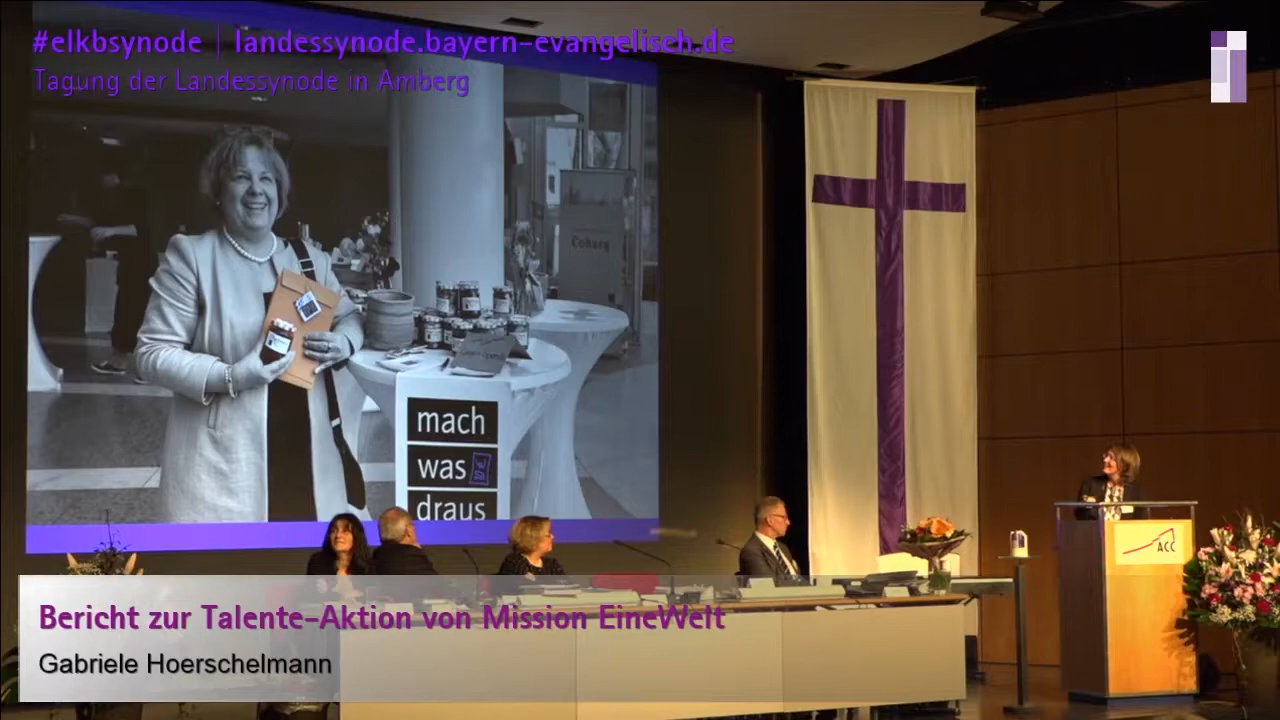 #elkbsynode | landessynode.bayern-evangelisch.de
Tagung der Landessynode in Amberg
Coburg
mach
was
draus
ACC
Bericht zur Talente-Aktion von Mission EineWelt
Gabriele Hoerschelmann